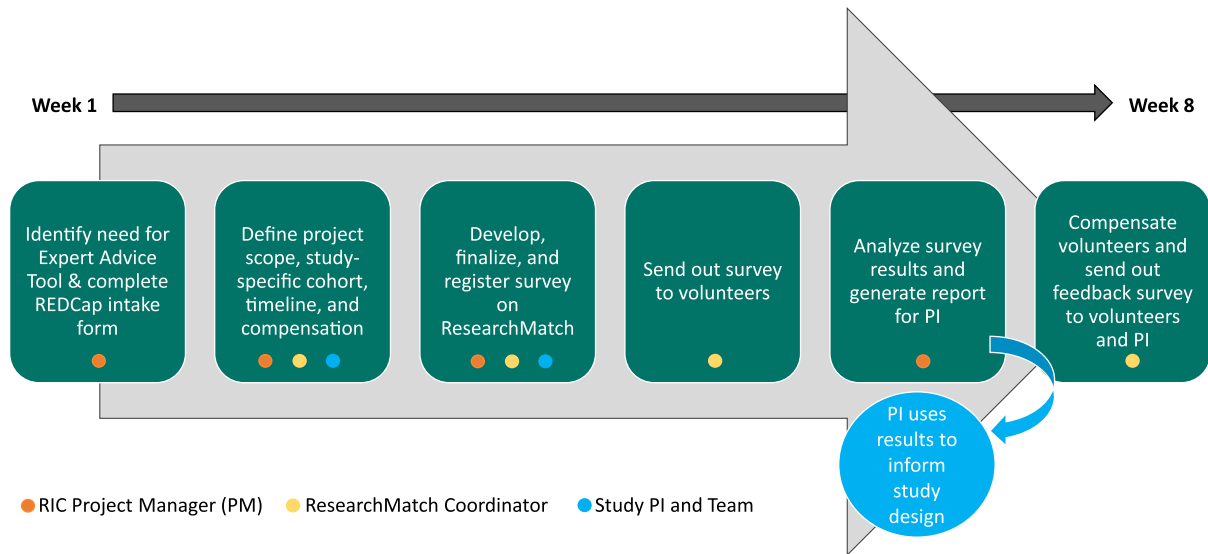 Week 1
Week 8
Identify need for
Expert Advice
Tool & complete
REDCap intake
form
Define project
scope, study-
specific cohort,
timeline, and
compensation
Develop,
finalize, and
register survey
on
ResearchMatch
Send out survey
to volunteers
Analyze survey
results and
generate report
for PI
Compensate
volunteers and
send out
feedback survey
to volunteers
and PI
PI uses
results to
inform
study
design
RIC Project Manager (PM)
ResearchMatch Coordinator
Study PI and Team